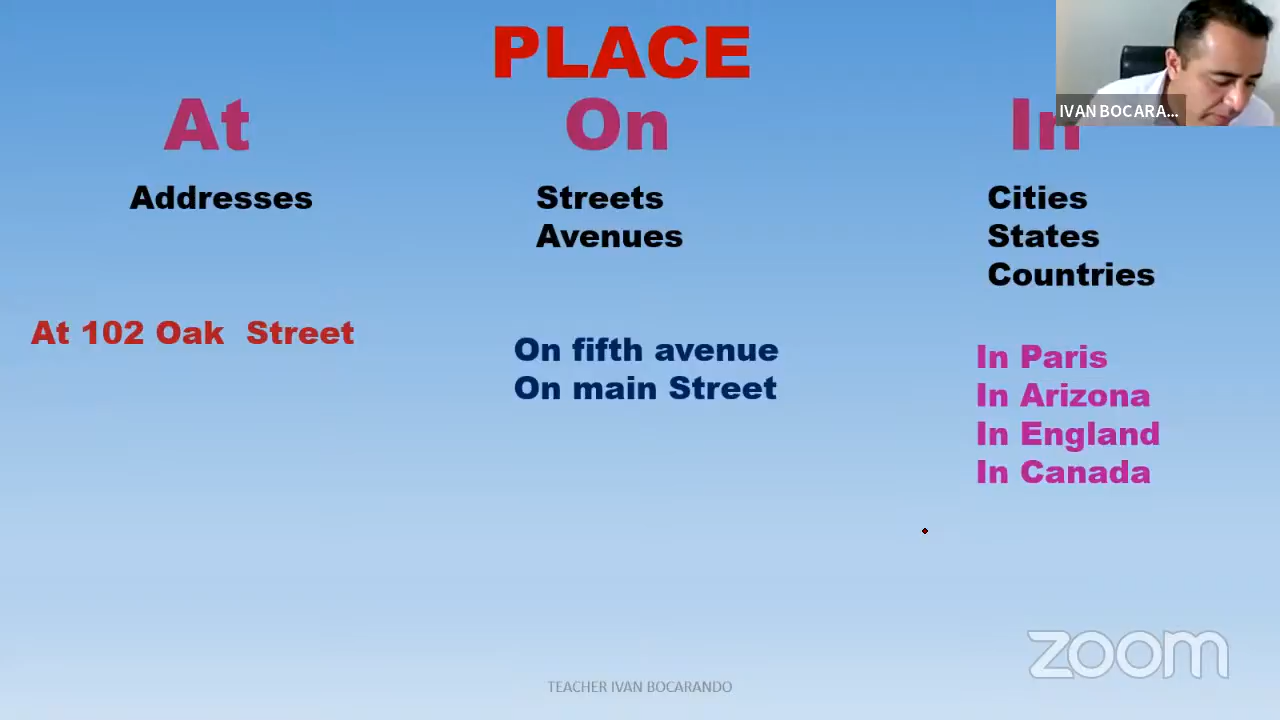 PLACE
IVAN BOCARA...
At
On
In
Addresses
Streets
Avenues
Cities
States
Countries
At 102 Oak  Street
On fifth avenue
On main Street
In Paris
In Arizona
In England
In Canada
zoom
TEACHER IVAN BOCARANDO